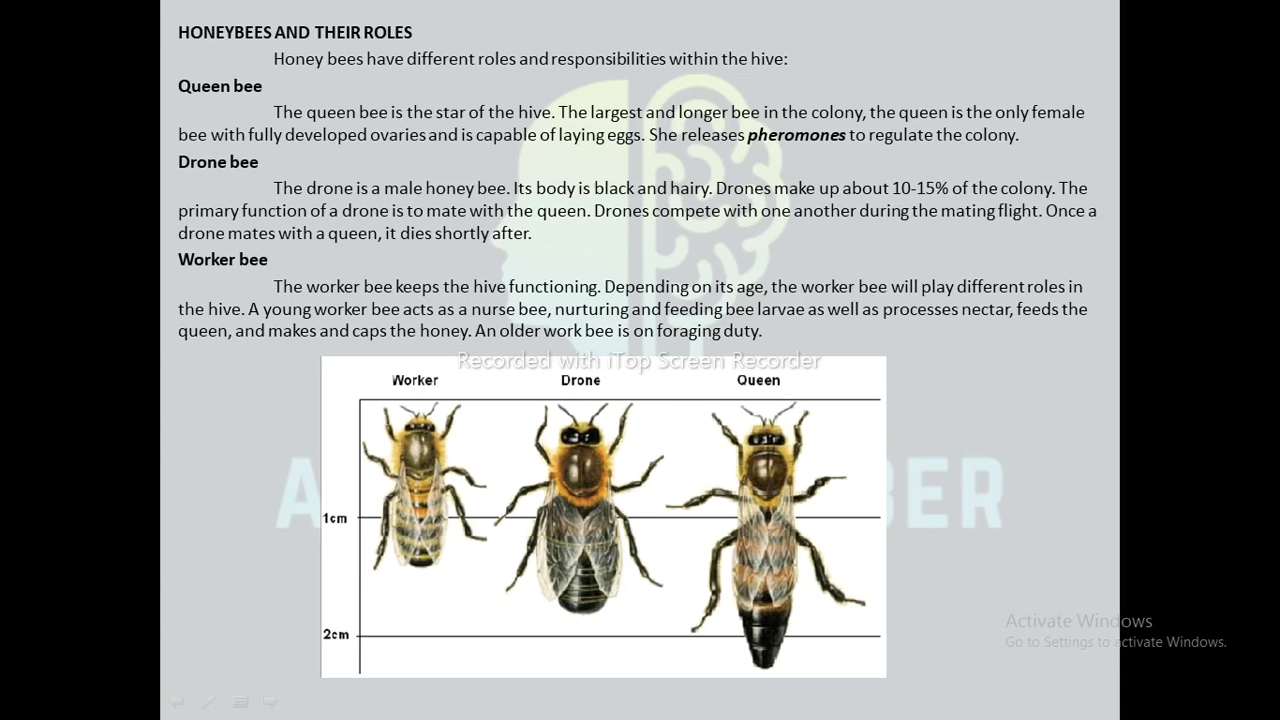 HONEYBEES AND THEIR ROLES
Honey bees have different roles and responsibilities within the hive:
Queen bee
The queen bee is the star of the hive. The largest and longer bee in the colony, the queen is the only female
bee with fully developed ovaries and is capable of laying eggs. She releases pheromones to regulate the colony.
Drone bee
The drone is a male honey bee. Its body is black and hairy. Drones make up about 10-15% of the colony. The
primary function of a drone is to mate with the queen. Drones compete with one another during the mating flight. Once a
drone mates with a queen, it dies shortly after.
Worker bee
The worker bee keeps the hive functioning. Depending on its age, the worker bee will play different roles in
the hive. A young worker bee acts as a nurse bee, nurturing and feeding bee larvae as well as processes nectar, feeds the
queen, and makes and caps the honey. An older work bee is on foraging duty.
Recorded with iTop Screen Recorder
Worker Drone Queen
1cm
2cm
Activate Windows
Go to Settings to activate Windows.